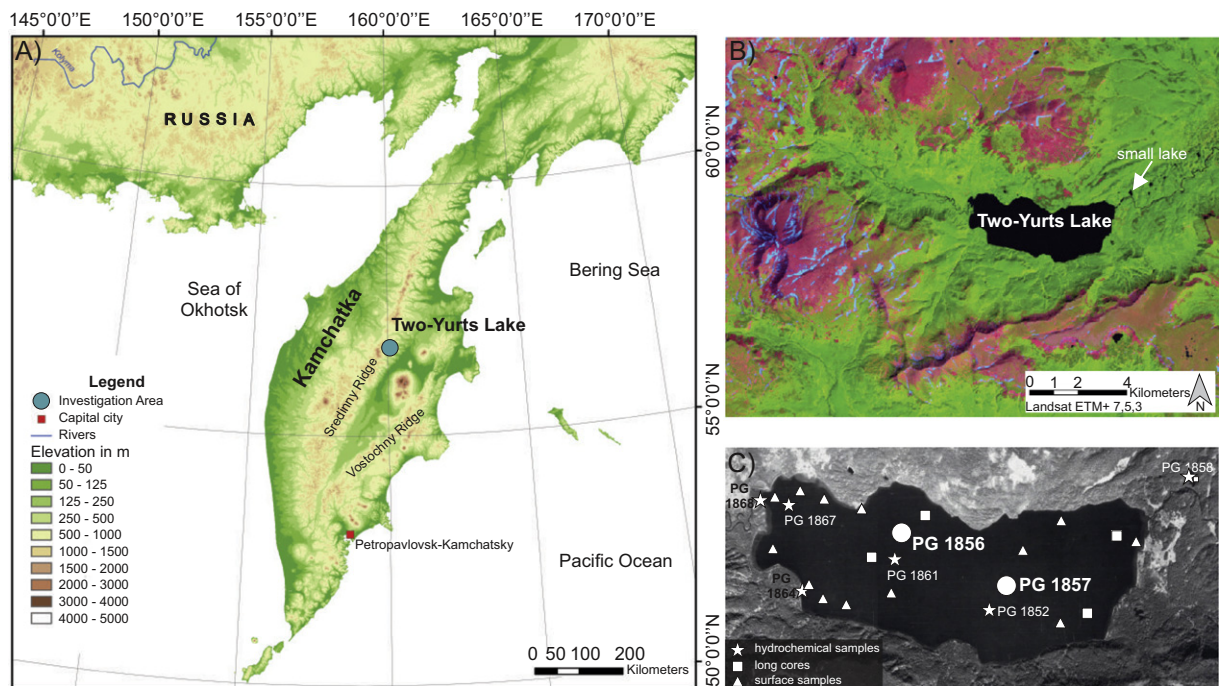 145°0'0"E 150°0'0"E 155°0'0"E 160°0'0"E 165°0'0"E 170°0'0"E
A)
Kolyma
RUSSIA
Sea of
Okhotsk
Bering Sea
Kamchatka
Two-Yurts Lake
Sredinny Ridge
Vostochny Ridge
Petropavlovsk-Kamchatsky
Pacific Ocean
Legend
Investigation Area
Capital city
Rivers
Elevation in m
0 - 50
50 - 125
125 - 250
250 - 500
500 - 1000
1000 - 1500
1500 - 2000
2000 - 3000
3000 - 4000
4000 - 5000
0 50 100 200
Kilometers
60°0'0"N
55°0'0"N
50°0'0"N
B)
small lake
Two-Yurts Lake
0 1 2 4
Kilometers
Landsat ETM+ 7,5,3
N
C)
PG 1858
PG
1868
PG 1867
PG 1856
PG 1861
PG
1864
PG 1857
PG 1852
hydrochemical samples
long cores
surface samples